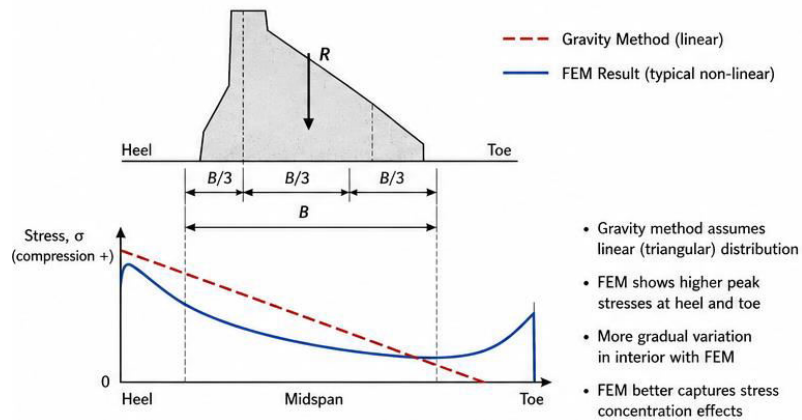 R
Gravity Method (linear)
FEM Result (typical non-linear)
Heel
Toe
B/3
B/3
B/3
B
Stress, σ
(compression +)
0
Heel
Midspan
Toe
• Gravity method assumes
linear (triangular) distribution
• FEM shows higher peak
stresses at heel and toe
• More gradual variation
in interior with FEM
• FEM better captures stress
concentration effects